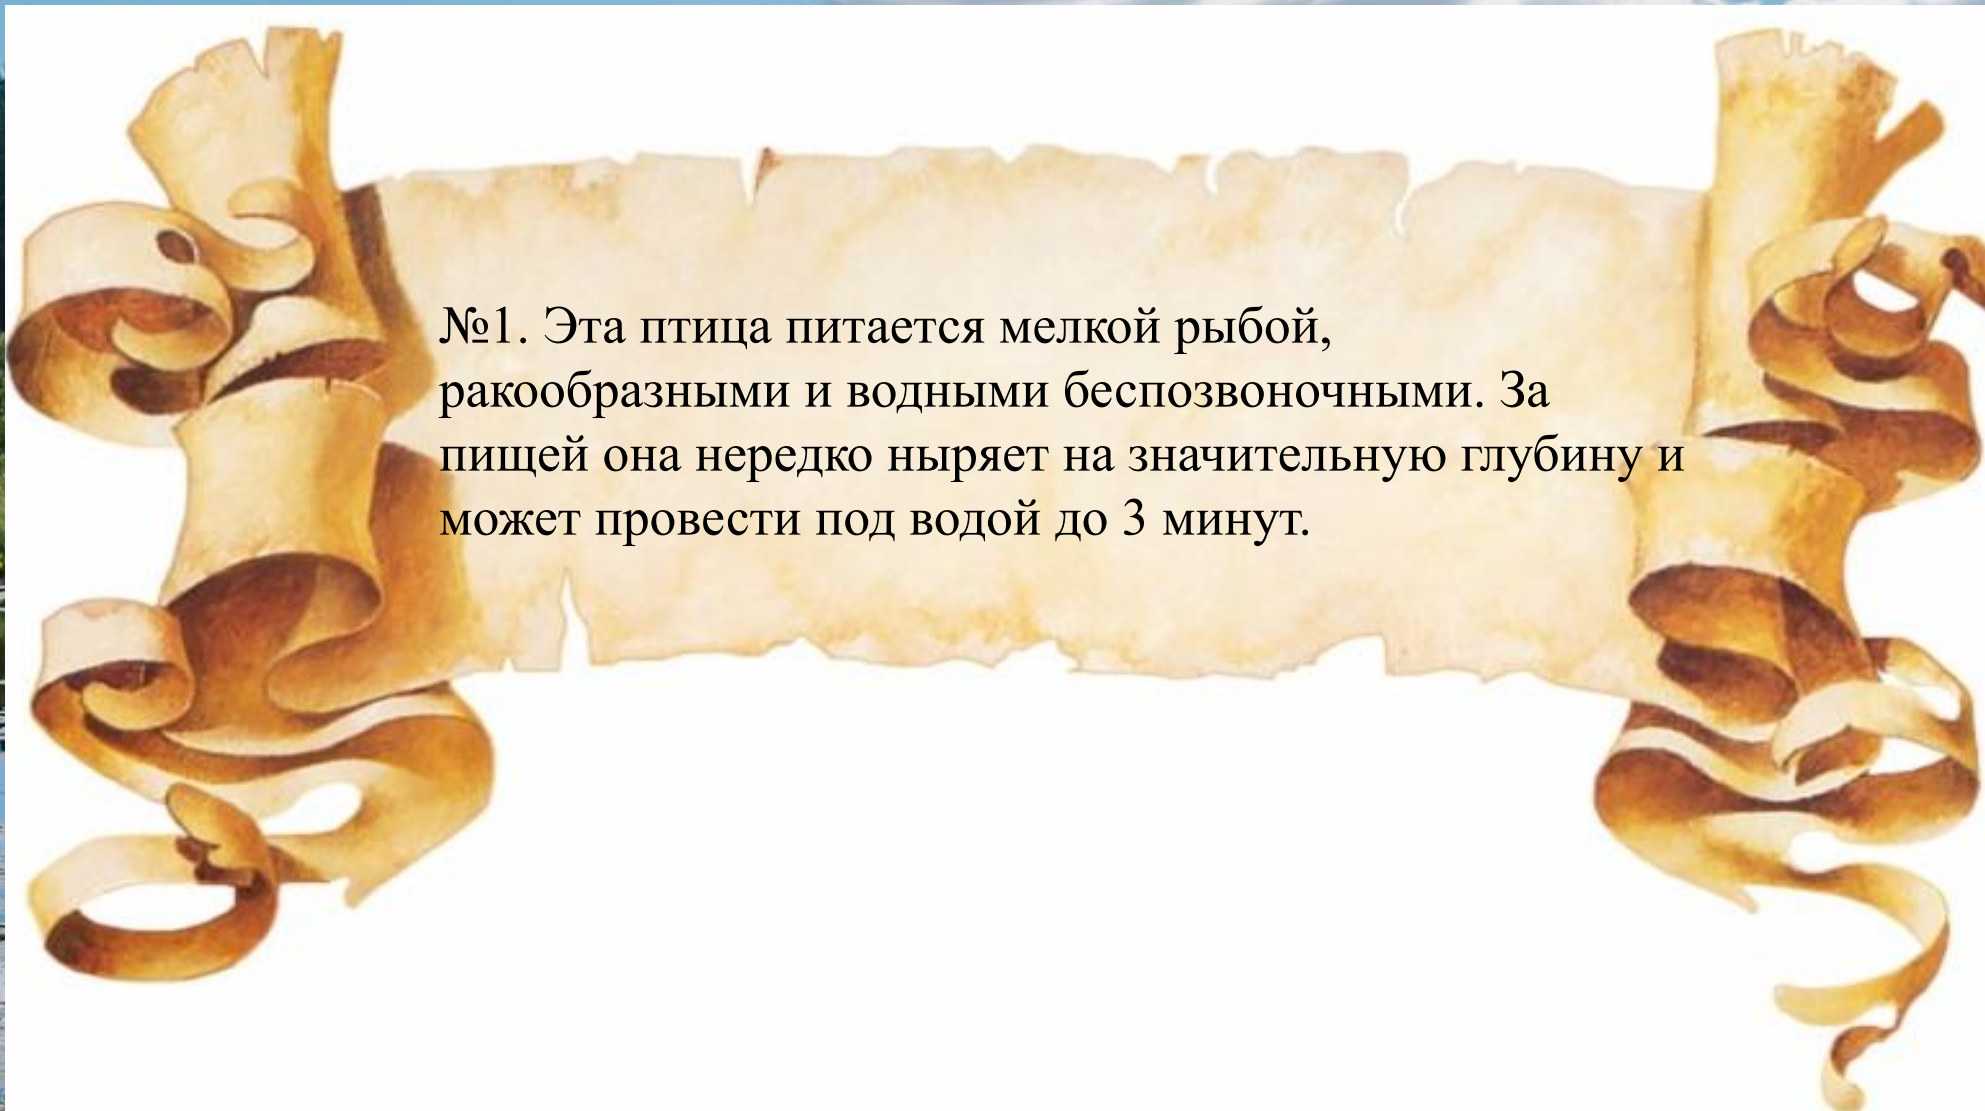 №1. Эта птица питается мелкой рыбой,
ракообразными и водными беспозвоночными. За
пищей она нередко ныряет на значительную глубину и
может провести под водой до 3 минут.